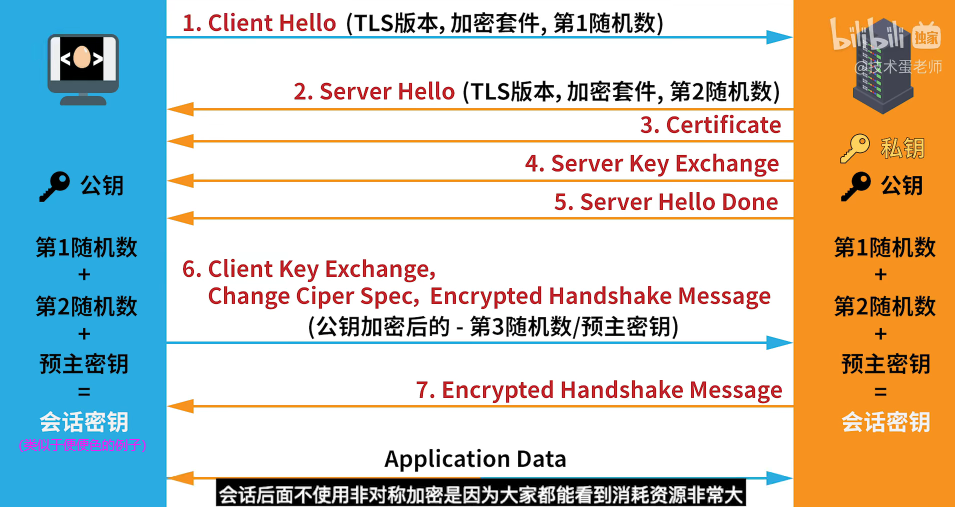 1. Client Hello (TLS版本, 加密套件, 第1随机数)
bilibili 独家
@技术蛋老师
2. Server Hello (TLS版本, 加密套件, 第2随机数)
3. Certificate
4. Server Key Exchange
私钥
公钥
公钥
5. Server Hello Done
第1随机数
+
第2随机数
+
预主密钥
=
会话密钥
(类似于便便色的例子)
6. Client Key Exchange,
Change Ciper Spec, Encrypted Handshake Message
(公钥加密后的 - 第3随机数/预主密钥)
第1随机数
+
第2随机数
+
预主密钥
=
会话密钥
7. Encrypted Handshake Message
Application Data
会话后面不使用非对称加密是因为大家都能看到消耗资源非常大